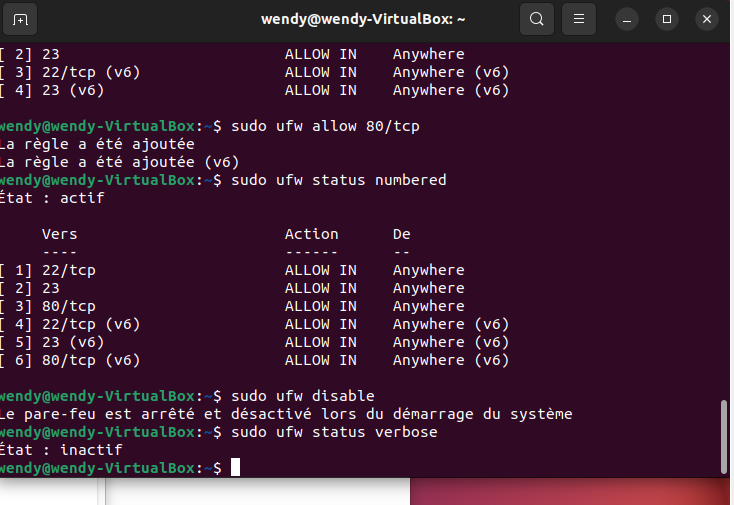 wendy@wendy-VirtualBox: ~
[ 2] 23                         ALLOW IN    Anywhere
[ 3] 22/tcp (v6)                ALLOW IN    Anywhere (v6)
[ 4] 23 (v6)                    ALLOW IN    Anywhere (v6)
wendy@wendy-VirtualBox:~$ sudo ufw allow 80/tcp
La règle a été ajoutée
La règle a été ajoutée (v6)
wendy@wendy-VirtualBox:~$ sudo ufw status numbered
État : actif
     Vers                       Action      De
     ----                       ------      --
[ 1] 22/tcp                     ALLOW IN    Anywhere
[ 2] 23                         ALLOW IN    Anywhere
[ 3] 80/tcp                     ALLOW IN    Anywhere
[ 4] 22/tcp (v6)                ALLOW IN    Anywhere (v6)
[ 5] 23 (v6)                    ALLOW IN    Anywhere (v6)
[ 6] 80/tcp (v6)                ALLOW IN    Anywhere (v6)
wendy@wendy-VirtualBox:~$ sudo ufw disable
Le pare-feu est arrêté et désactivé lors du démarrage du système
wendy@wendy-VirtualBox:~$ sudo ufw status verbose
État : inactif
wendy@wendy-VirtualBox:~$